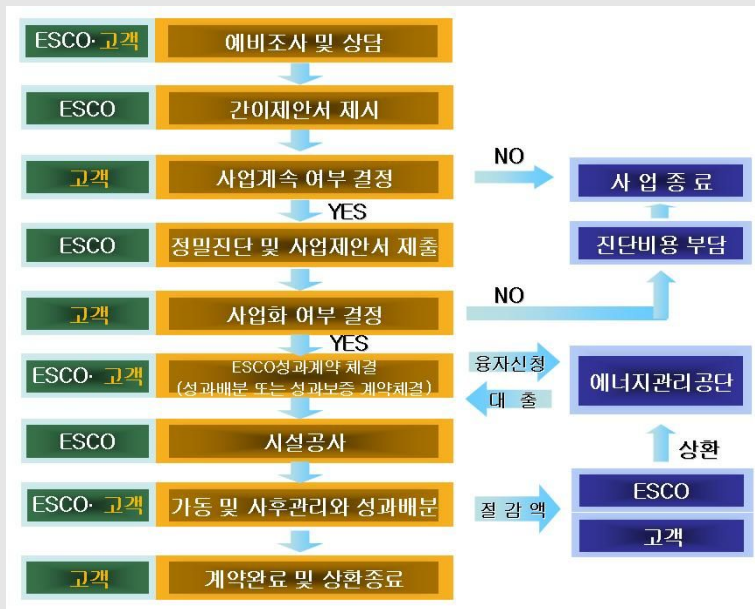 ESCO· 고객 예비조사 및 상담
ESCO 간이제안서 제시
고객 사업계속 여부 결정 NO 사 업 종 료
YES
ESCO 정밀진단 및 사업제안서 제출 진단비용 부담
고객 사업화 여부 결정 NO
YES
ESCO· 고객 ESCO성과계약 체결
(성과배분 또는 성과보증 계약체결)
융자신청
대 출
에너지관리공단
ESCO 시설공사
상환
ESCO· 고객 가동 및 사후관리와 성과배분 절 감 액
ESCO
고객
고객 계약완료 및 상환종료